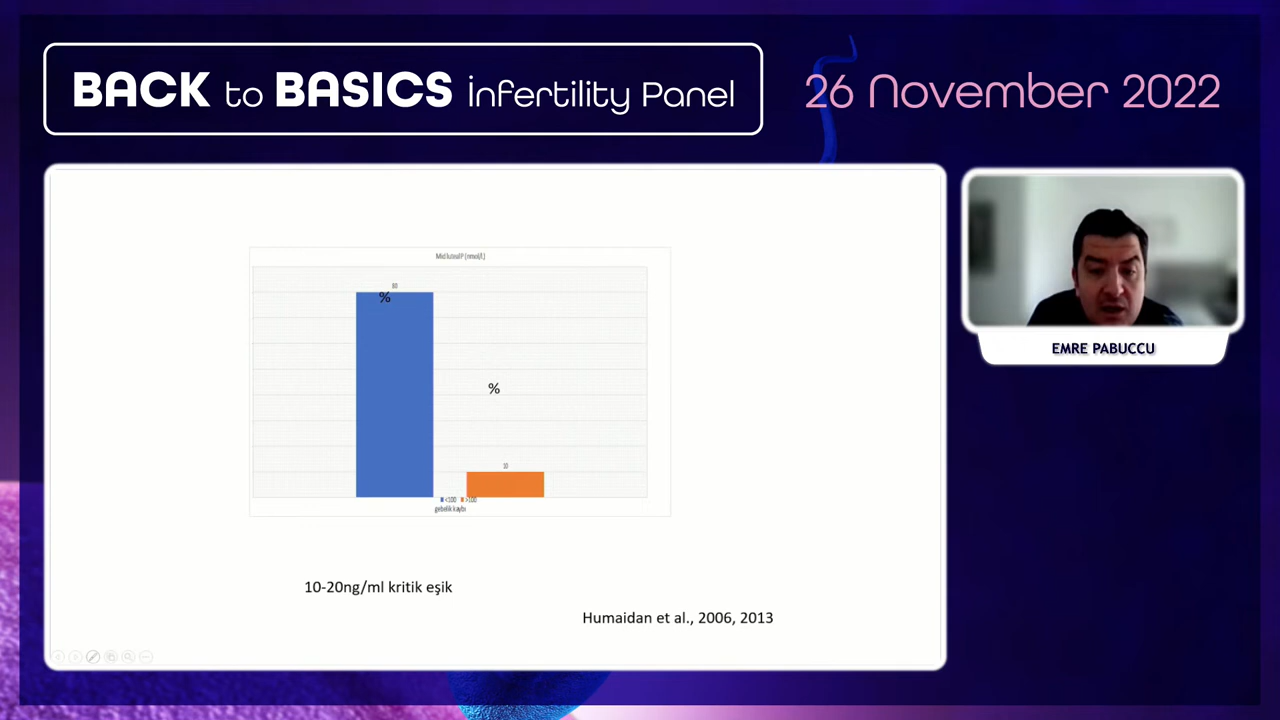 BACK to BASICS İnfertility Panel
26 November 2022
Mid luteal P (nmol/L)
80
%
%
10
<100 >100
gebelik kaybı
10-20ng/ml kritik eşik
Humaidan et al., 2006, 2013
EMRE PABUCCU